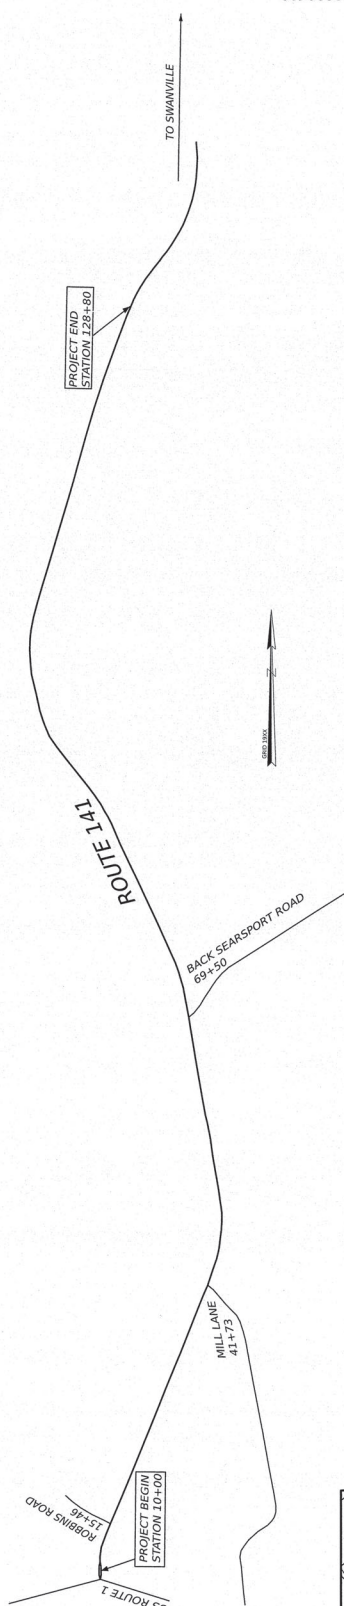 TO SWANVILLE
PROJECT END
STATION 128+80
GRID 19XX
ROUTE 141
BACK SEARSPORT ROAD
69+50
MILL LANE
41+73
ROBBINS ROAD
15+46
PROJECT BEGIN
STATION 10+00
ROUTE 1